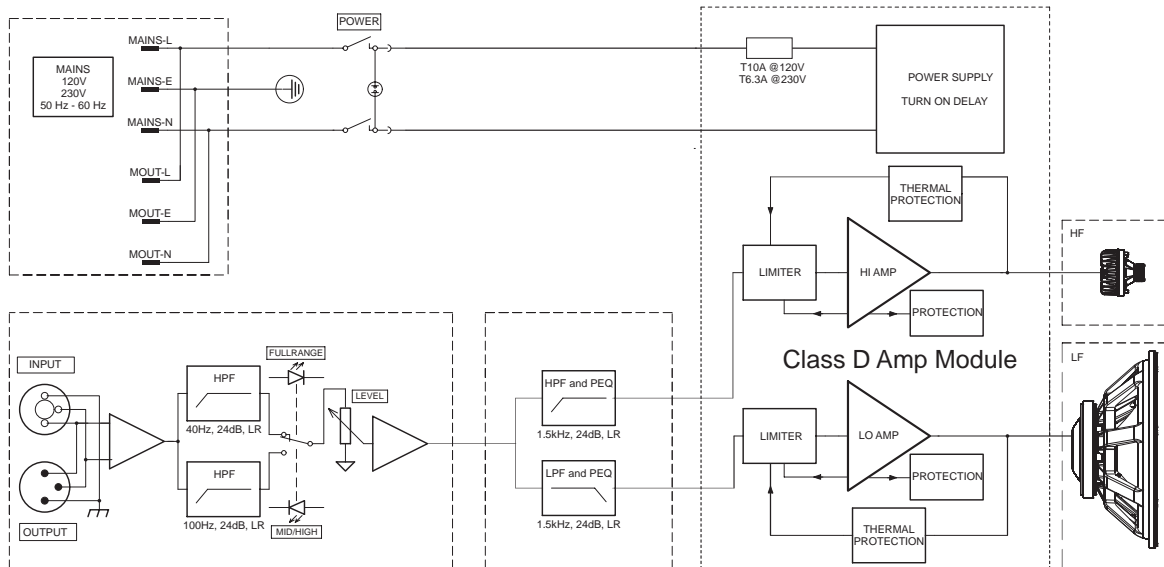 MAINS-L
MAINS-E
MAINS-N
MOUT-L
MOUT-E
MOUT-N
MAINS
120V
230V
50 Hz - 60 Hz
POWER
T10A @120V
T6.3A @230V
POWER SUPPLY
TURN ON DELAY
THERMAL
PROTECTION
LIMITER
HI AMP
PROTECTION
HF
Class D Amp Module
INPUT
OUTPUT
HPF
40Hz, 24dB, LR
HPF
100Hz, 24dB, LR
FULLRANGE
MID/HIGH
LEVEL
HPF and PEQ
1.5kHz, 24dB, LR
LPF and PEQ
1.5kHz, 24dB, LR
LIMITER
LO AMP
PROTECTION
THERMAL
PROTECTION
LF